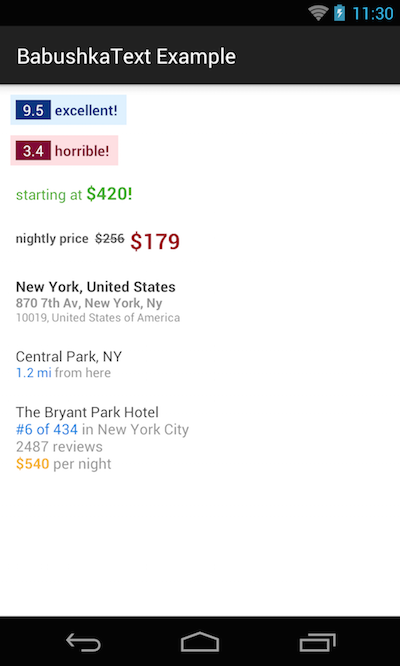 11:30
BabushkaText Example
9.5 excellent!
3.4 horrible!
starting at $420!
nightly price $256 $179
New York, United States
870 7th Av, New York, Ny
10019, United States of America
Central Park, NY
1.2 mi from here
The Bryant Park Hotel
#6 of 434 in New York City
2487 reviews
$540 per night